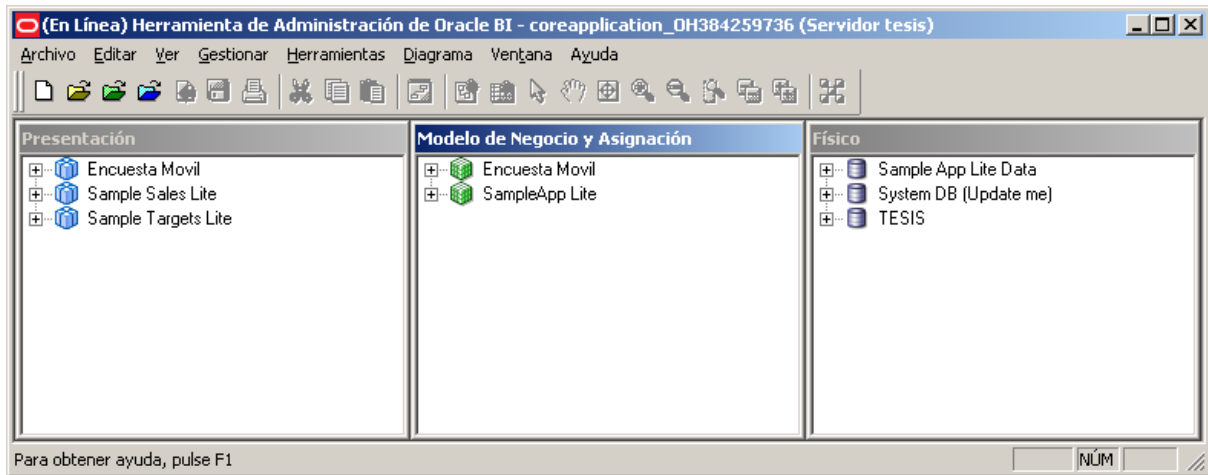 (En Línea) Herramienta de Administración de Oracle BI - coreapplication_OH384259736 (Servidor tesis)
Archivo Editar Ver Gestionar Herramientas Diagrama Ventana Ayuda
Presentación
Encuesta Movil
Sample Sales Lite
Sample Targets Lite
Modelo de Negocio y Asignación
Encuesta Movil
SampleApp Lite
Físico
Sample App Lite Data
System DB (Update me)
TESIS
Para obtener ayuda, pulse F1
NÚM